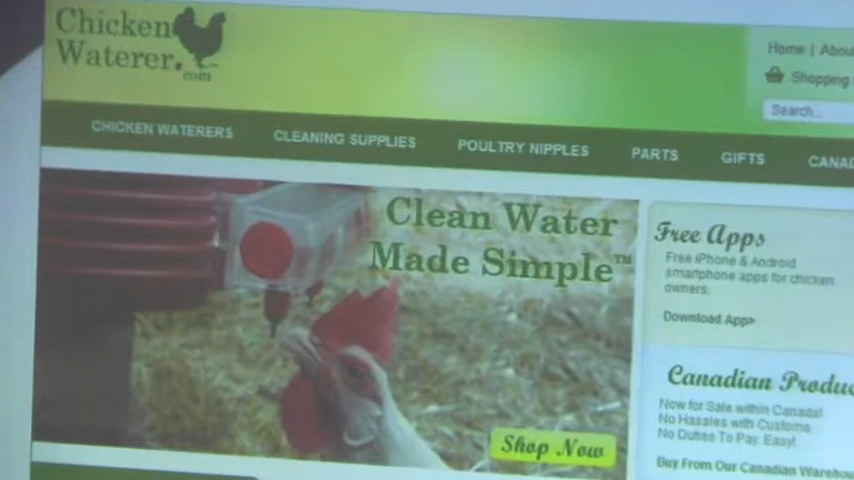 Chicken
Waterer.com
Home |
Shopping
Search...
CHICKEN WATERERS
CLEANING SUPPLIES
POULTRY NIPPLES
PARTS
GIFTS
Clean Water
Made Simple™
Shop Now
Free Apps
Free iPhone & Android
smartphone apps for chicken
owners.
Download App>
Canadian
Now for Sale within Canada!
No Hassles with Customs
No Duties To Pay. Easy!
Buy From Our Canadian